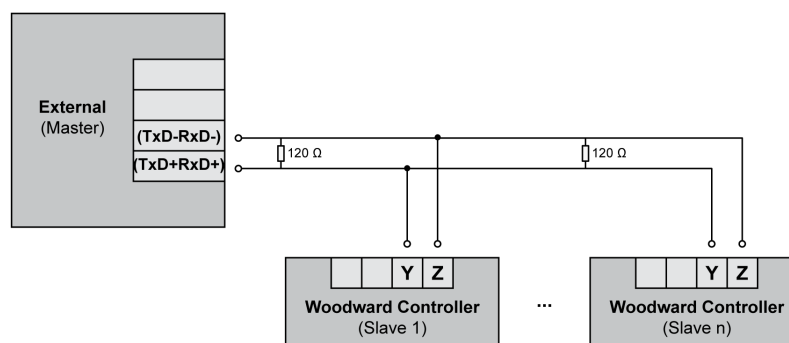 External
(Master)
(TxD-RxD-)
(TxD+RxD+)
120 Ω
120 Ω
Y Z
Y Z
Woodward Controller
(Slave 1)
...
Woodward Controller
(Slave n)